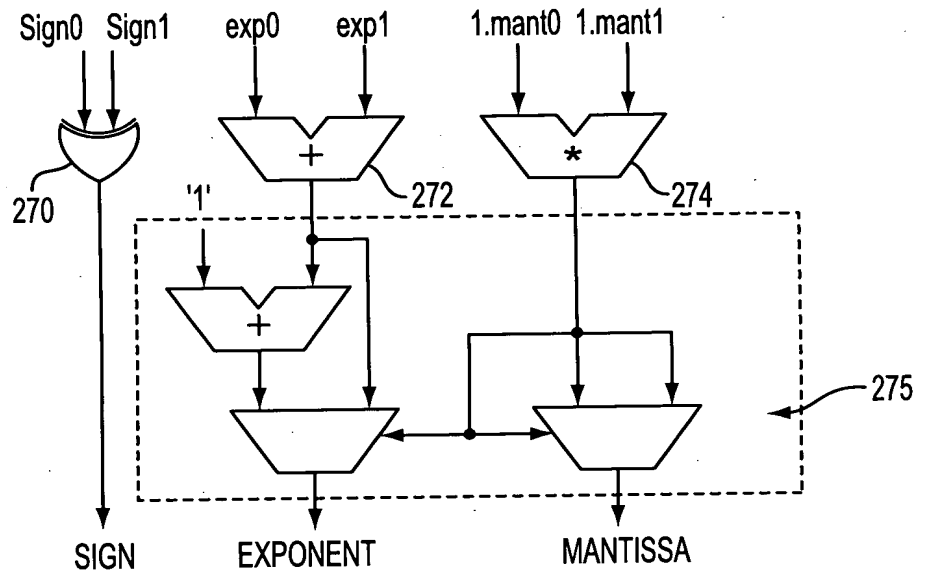 Sign0 Sign1 exp0 exp1 1.mant0 1.mant1
+ *
270 272 274
'1'
+
275
SIGN EXPONENT MANTISSA